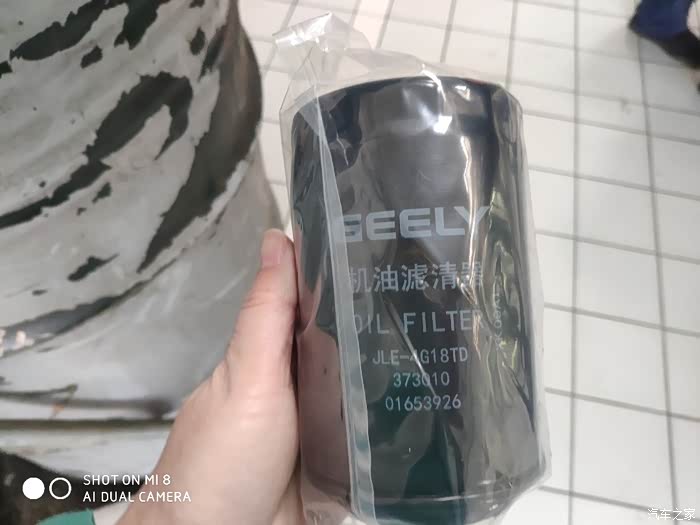 GEELY
机油滤清器
OIL FILTER
JLE-4G18TD
373010
01653926
SHOT ON MI 8
AI DUAL CAMERA
汽车之家